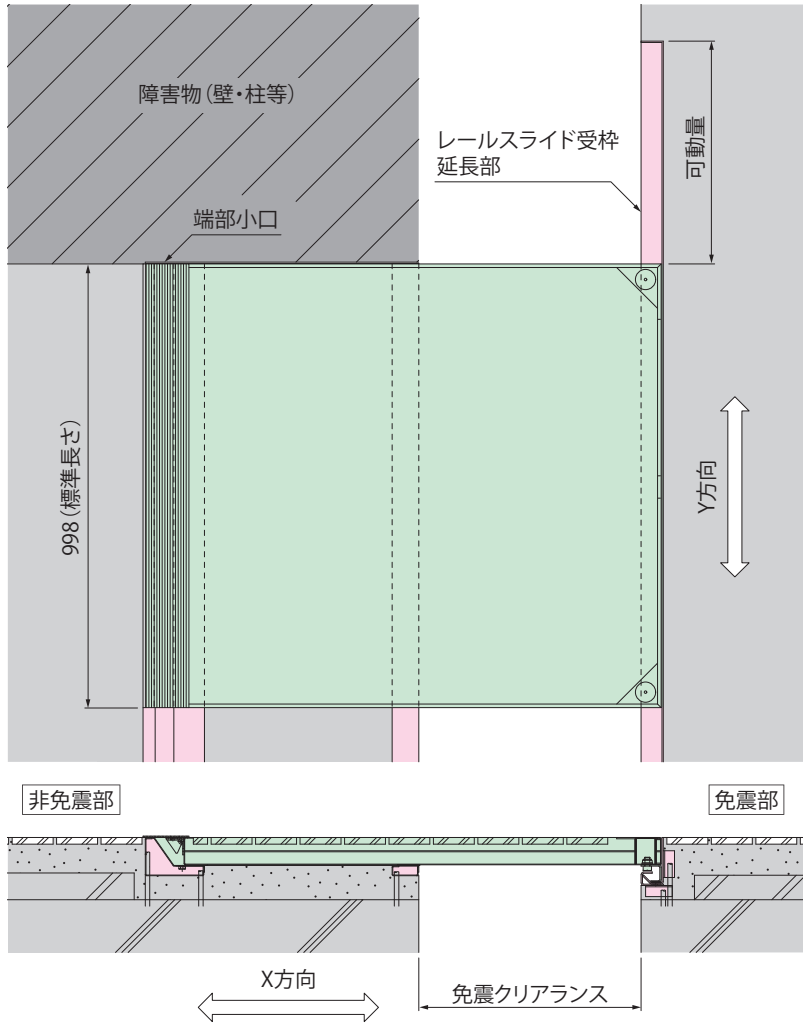 障害物（壁・柱等）
レールスライド受枠
延長部
可動量
端部小口
998（標準長さ）
Y方向
非免震部
免震部
X方向
免震クリアランス